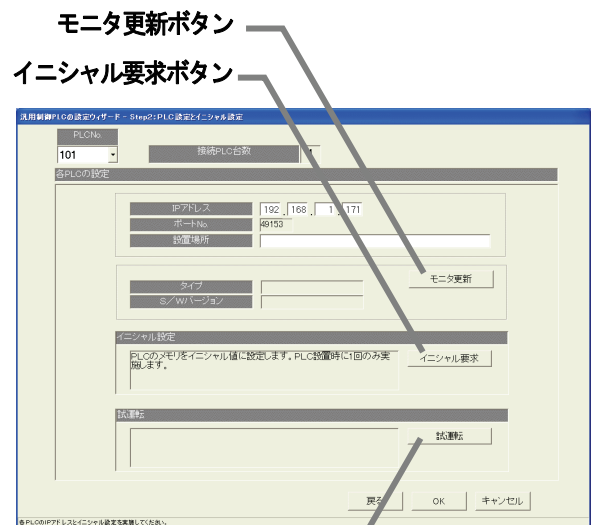 モニタ更新ボタン
イニシャル要求ボタン
汎用制御PLCの設定ウィザード - Step2:PLC設定とイニシャル設定
PLCNo.
101
接続PLC台数
各PLCの設定
IPアドレス 192 . 168 . 1 . 171
ポートNo. 49153
設置場所
モニタ更新
タイプ
S/Wバージョン
イニシャル設定
PLCのメモリをイニシャル値に設定します。PLC設置時に1回のみ実
施します。
イニシャル要求
試運転
試運転
戻る OK キャンセル
各PLCのIPアドレスとイニシャル設定を実施してください。